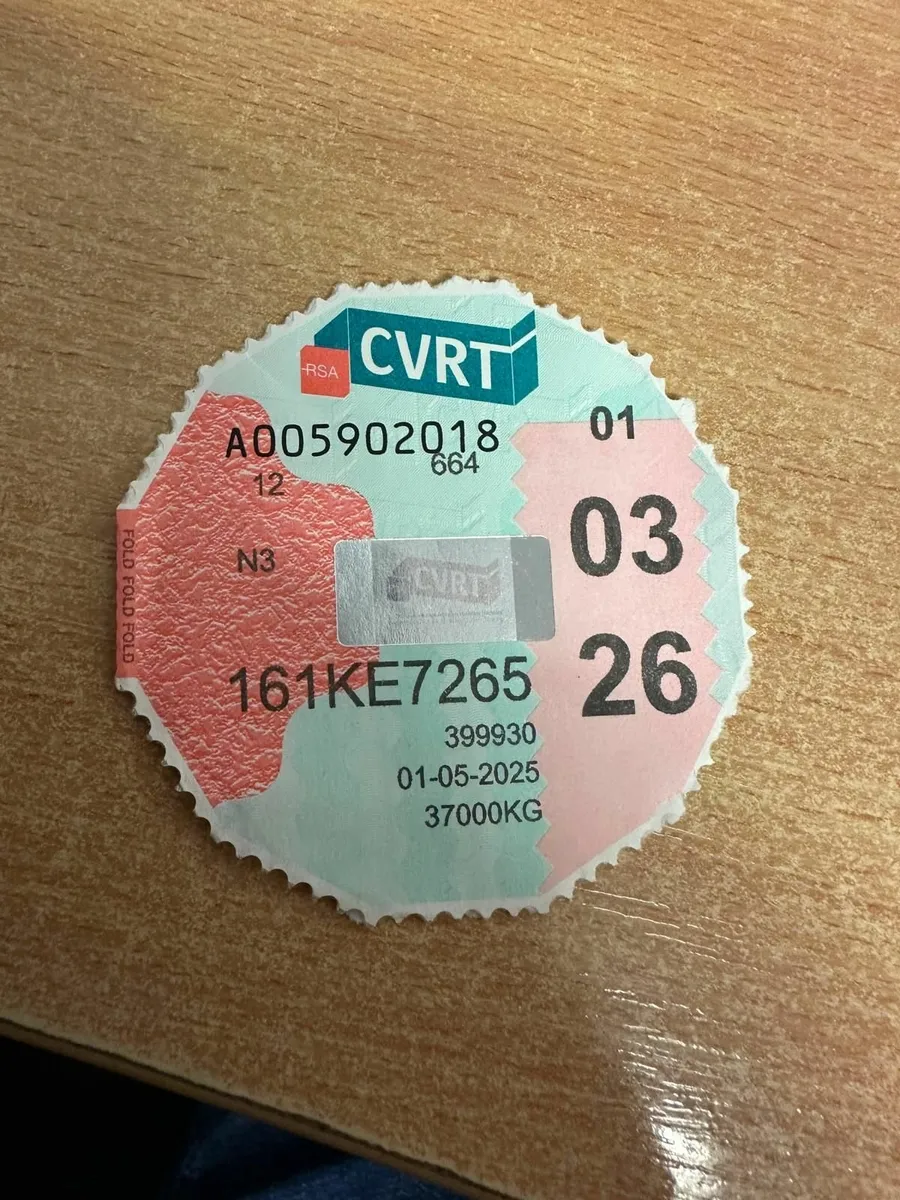 CVRT
RSA
A005902018
664
12
01
03
N3
CVRT
FOLD FOLD FOLD
26
161KE7265
399930
01-05-2025
37000KG